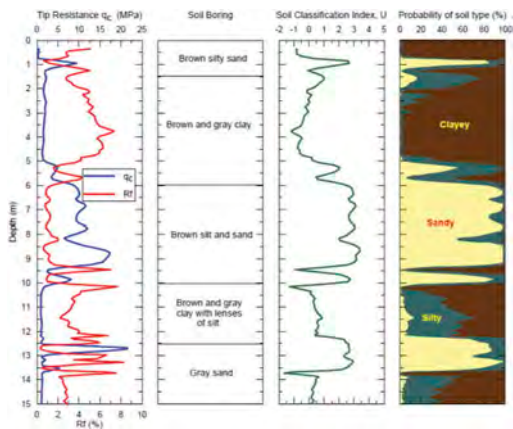 Tip Resistance qc (MPa)
Soil Boring
Soil Classification Index, U
Probability of soil type (%)
0 5 10 15 20 25
-2 -1 0 1 2 3 4 5
0 20 40 60 80 100
0
1
2
3
4
5
6
7
8
9
10
11
12
13
14
15
Depth (m)
qc
Rf
Brown silty sand
Brown and gray clay
Brown silt and sand
Brown and gray
clay with lenses
of silt
Gray sand
Clayey
Sandy
Silty
0 2 4 6 8 10
Rf (%)